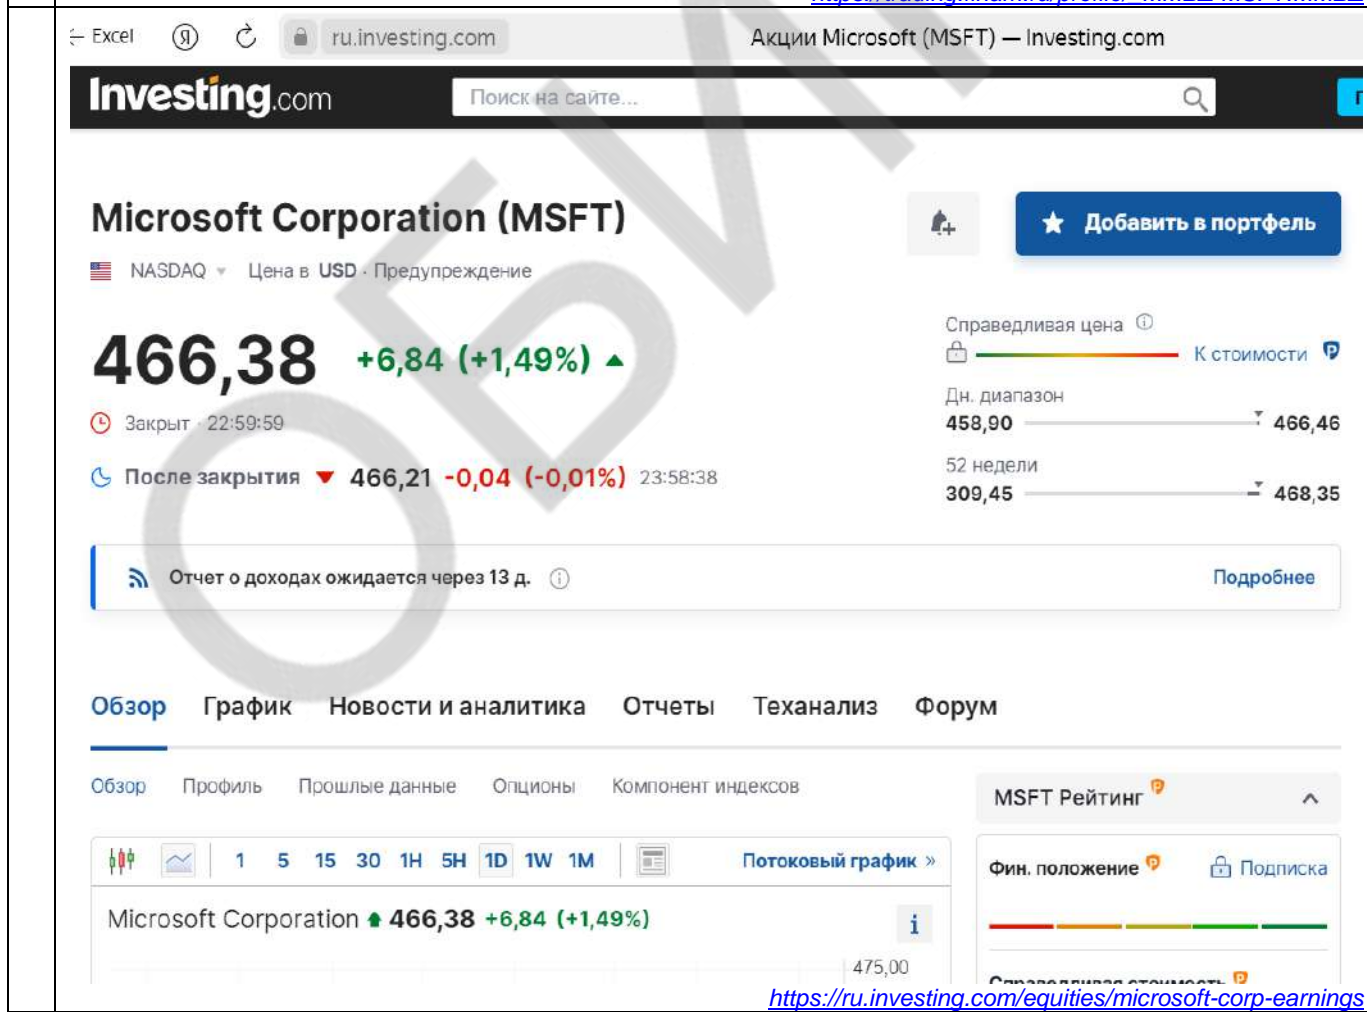 ← Excel Я ru.investing.com Акции Microsoft (MSFT) — Investing.com
Investing.com Поиск на сайте...
Microsoft Corporation (MSFT) Добавить в портфель
NASDAQ Цена в USD · Предупреждение
Справедливая цена
466,38 +6,84 (+1,49%) К стоимости
Дн. диапазон
Закрыт · 22:59:59 458,90 466,46
52 недели
После закрытия 466,21 -0,04 (-0,01%) 23:58:38 309,45 468,35
Отчет о доходах ожидается через 13 д. Подробнее
Обзор График Новости и аналитика Отчеты Теханализ Форум
Обзор Профиль Прошлые данные Опционы Компонент индексов
MSFT Рейтинг
1 5 15 30 1H 5H 1D 1W 1M Потоковый график »
Фин. положение Подписка
Microsoft Corporation 466,38 +6,84 (+1,49%)
475,00
Справедливая стоимость
https://ru.investing.com/equities/microsoft-corp-earnings